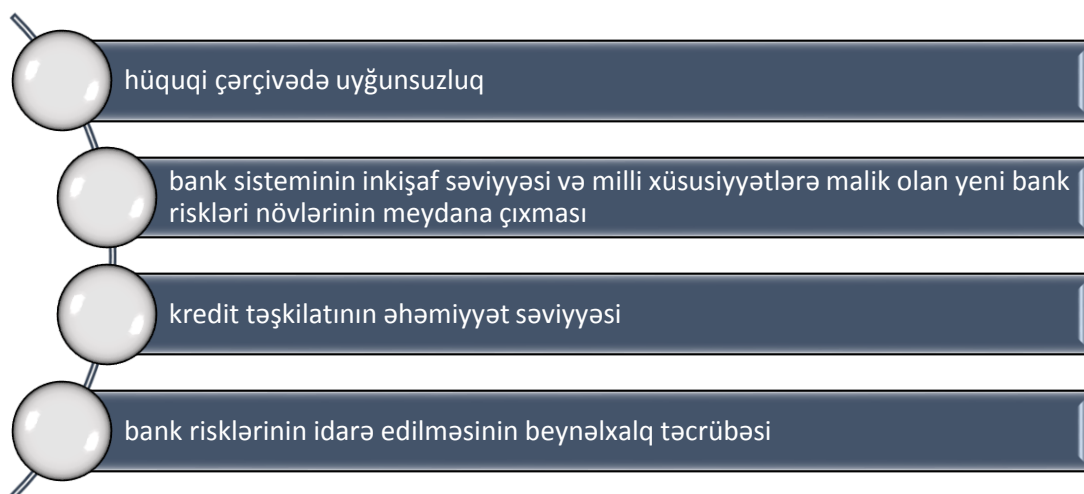 hüquqi çərçivədə uyğunsuzluq
bank sisteminin inkişaf səviyyəsi və milli xüsusiyyətlərə malik olan yeni bank
riskləri növlərinin meydana çıxması
kredit təşkilatının əhəmiyyət səviyyəsi
bank risklərinin idarə edilməsinin beynəlxalq təcrübəsi